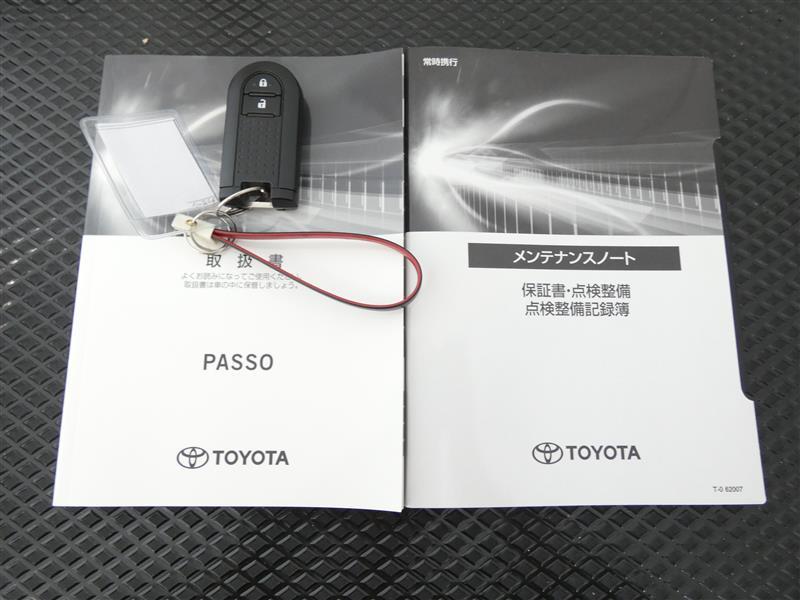 取扱書
よくお読みになってご使用ください
取扱書は車の中に保管しましょう。
PASSO
TOYOTA
常時携行
メンテナンスノート
保証書・点検整備
点検整備記録簿
TOYOTA
T-0 62007